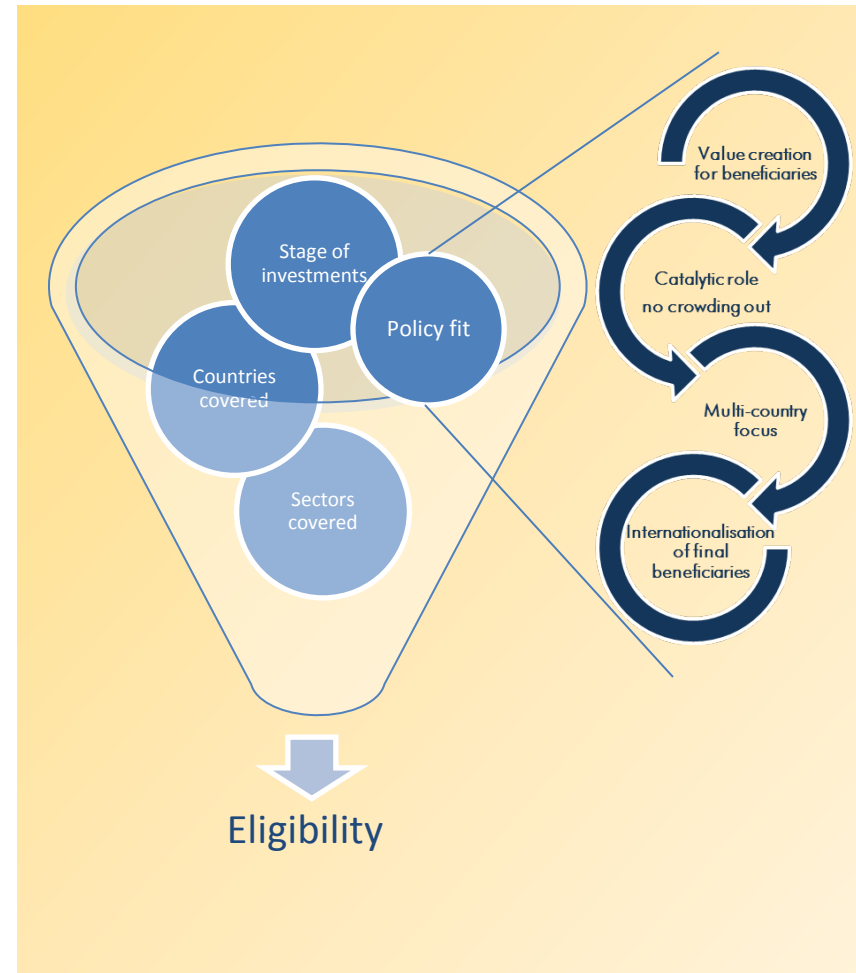 Stage of
investments
Policy fit
Countries
covered
Sectors
covered
Eligibility
Value creation
for beneficiaries
Catalytic role
no crowding out
Multi-country
focus
Internationalisation
of final
beneficiaries